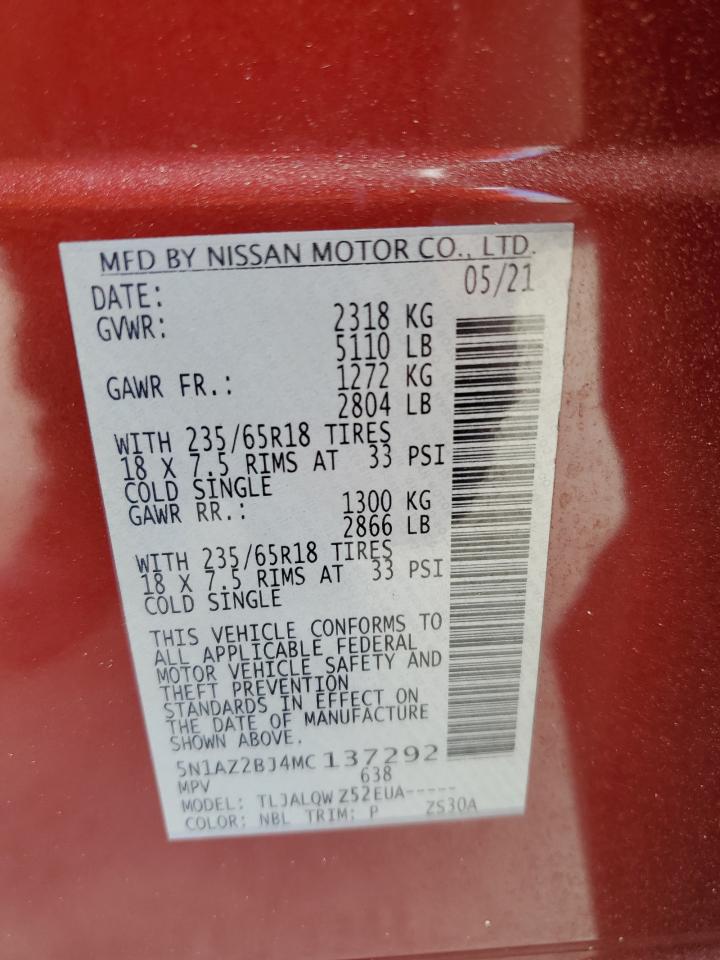 MFD BY NISSAN MOTOR CO., LTD.
DATE: 05/21
GVWR: 2318 KG
5110 LB
GAWR FR.: 1272 KG
2804 LB
WITH 235/65R18 TIRES
18 X 7.5 RIMS AT 33 PSI
COLD SINGLE
GAWR RR.: 1300 KG
2866 LB
WITH 235/65R18 TIRES
18 X 7.5 RIMS AT 33 PSI
COLD SINGLE
THIS VEHICLE CONFORMS TO
ALL APPLICABLE FEDERAL
MOTOR VEHICLE SAFETY AND
THEFT PREVENTION
STANDARDS IN EFFECT ON
THE DATE OF MANUFACTURE
SHOWN ABOVE.
5N1AZ2BJ4MC 137292
MPV 638
MODEL: TLJALQW Z52EUA-----
COLOR: NBL TRIM: P ZS30A